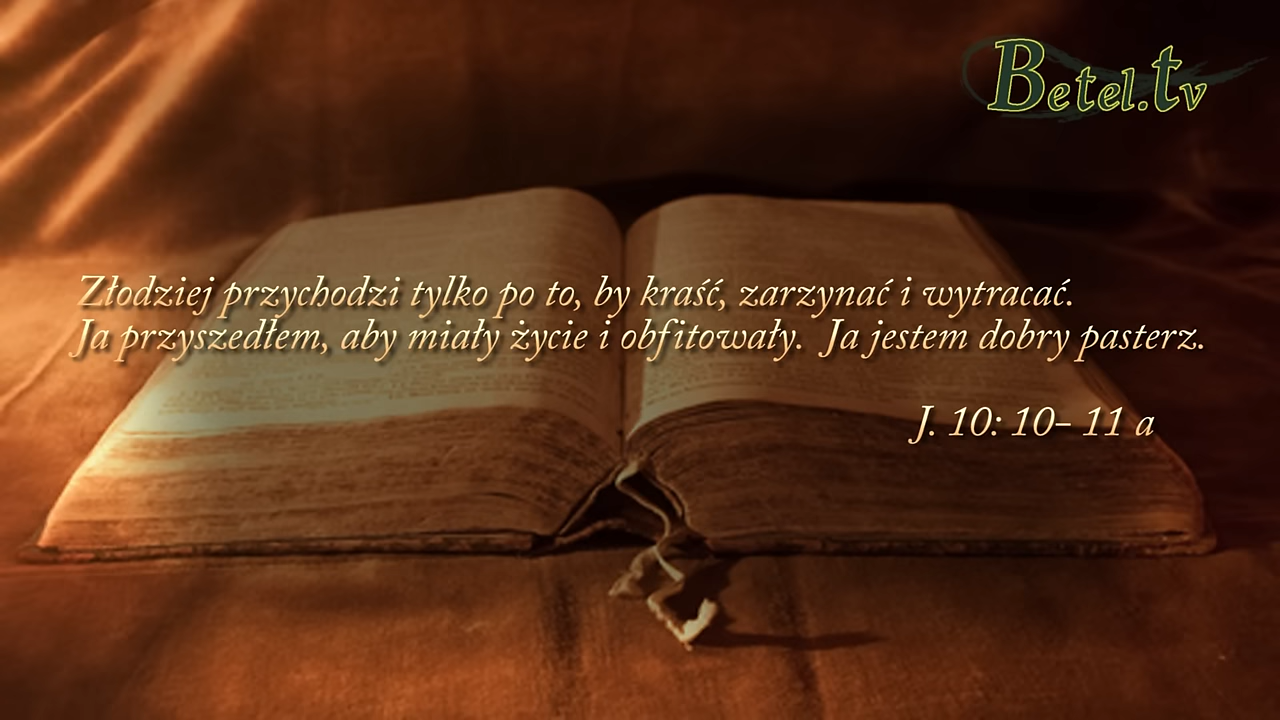 Betel.tv
Złodziej przychodzi tylko po to, by kraść, zarzynać i wytracać.
Ja przyszedłem, aby miały życie i obfitowały.  Ja jestem dobry pasterz.
J. 10: 10- 11 a